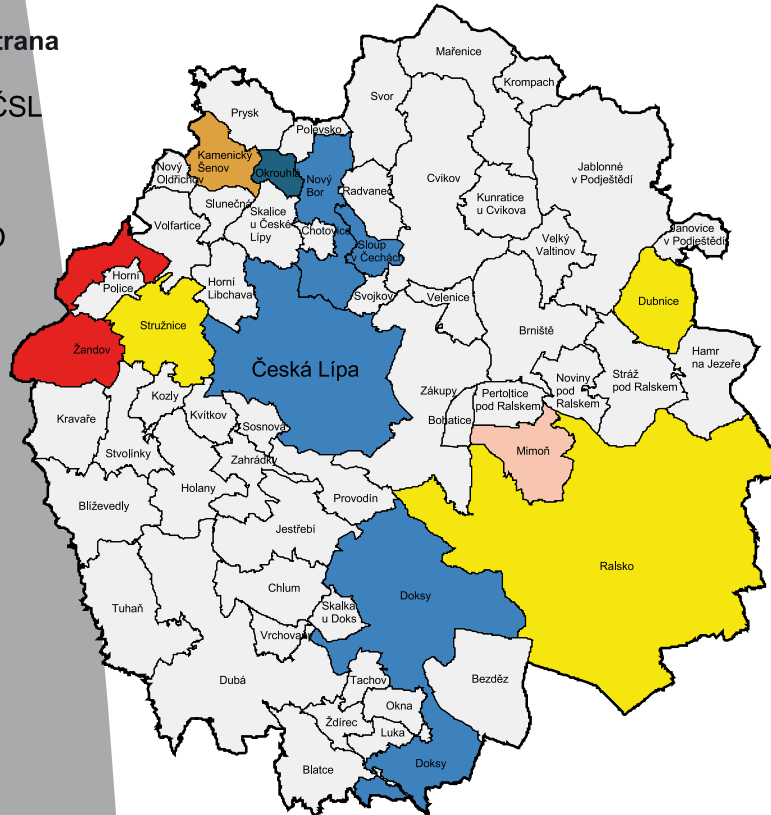 trana
ČSL
O
Mařenice
Krompach
Svor
Prysk
Polevsko
Kamenický
Šenov
Okrouhlá
Nový
Bor
Radvanec
Cvikov
Jablonné
v Podještědí
Nový
Oldřichov
Slunečná
Skalice
u České
Lípy
Kunratice
u Cvikova
Volfartice
Chotovice
Sloup
v Čechách
Velký
Valtinov
Janovice
v Podještědí
Horní
Police
Horní
Libchava
Svojkov
Velenice
Dubnice
Stružnice
Brniště
Žandov
Česká Lípa
Hamr
na Jezeře
Stráž
pod Ralskem
Noviny
pod
Ralskem
Zákupy
Pertoltice
pod Ralskem
Kozly
Kravaře
Kvítkov
Sosnová
Bohatice
Stvolínky
Zahrádky
Mimoň
Holany
Provodín
Blíževedly
Jestřebí
Ralsko
Chlum
Doksy
Tuhaň
Skalka
u Doks
Vrchovany
Dubá
Tachov
Bezděz
Okna
Ždírec
Luka
Blatce
Doksy